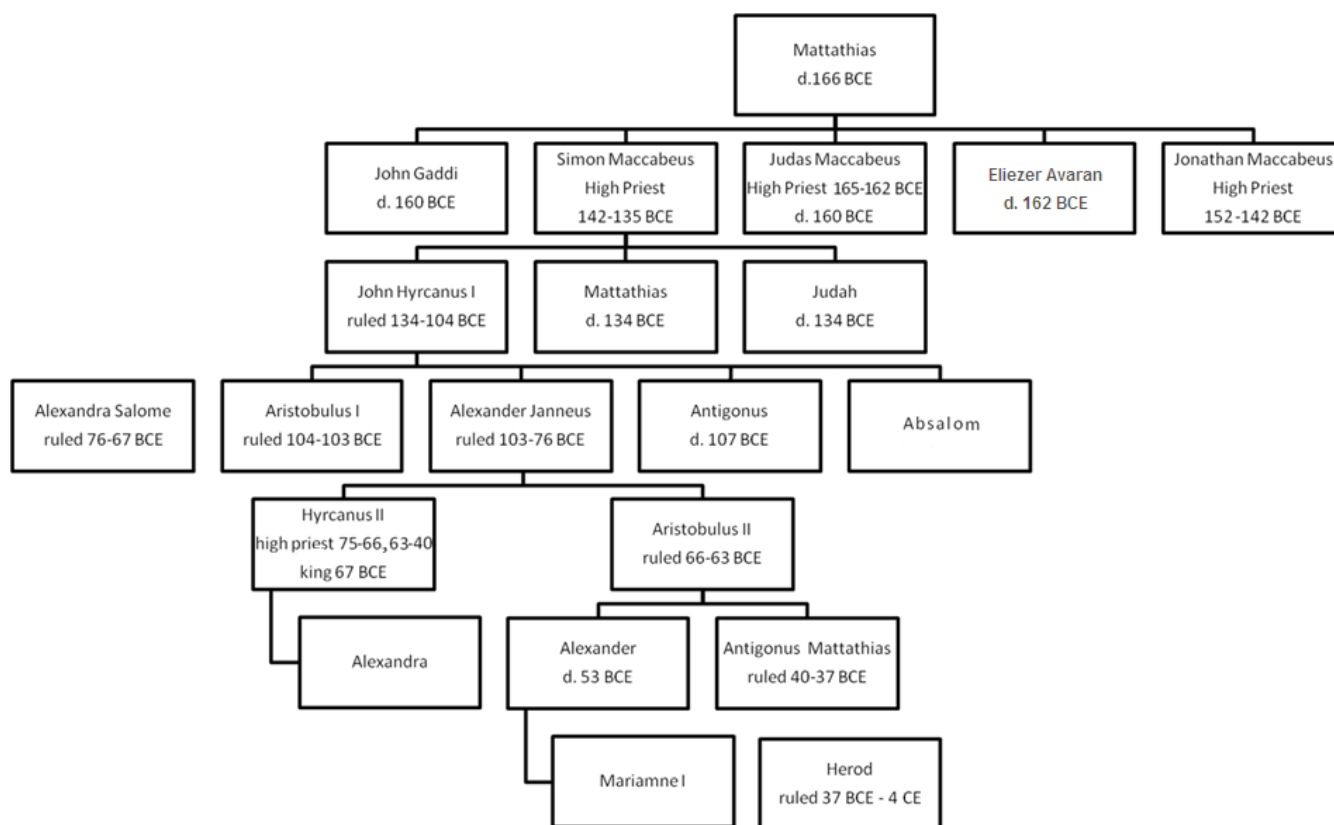 Mattathias
d.166 BCE
John Gaddi
d. 160 BCE
Simon Maccabeus
High Priest
142-135 BCE
Judas Maccabeus
High Priest 165-162 BCE
d. 160 BCE
Eliezer Avaran
d. 162 BCE
Jonathan Maccabeus
High Priest
152-142 BCE
John Hyrcanus I
ruled 134-104 BCE
Mattathias
d. 134 BCE
Judah
d. 134 BCE
Alexandra Salome
ruled 76-67 BCE
Aristobulus I
ruled 104-103 BCE
Alexander Janneus
ruled 103-76 BCE
Antigonus
d. 107 BCE
Absalom
Hyrcanus II
high priest 75-66, 63-40
king 67 BCE
Aristobulus II
ruled 66-63 BCE
Alexandra
Alexander
d. 53 BCE
Antigonus Mattathias
ruled 40-37 BCE
Mariamne I
Herod
ruled 37 BCE - 4 CE